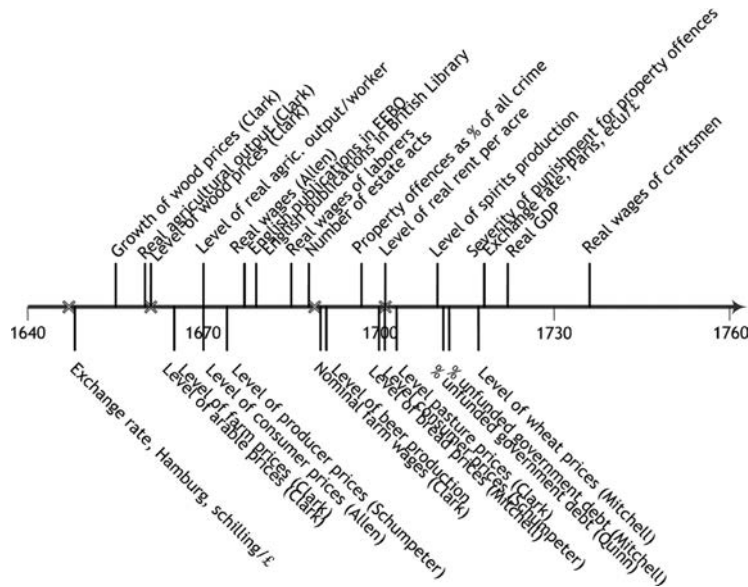 Growth of wood prices (Clark)
Real agricultural output (Clark)
Level of wood prices (Clark)
Level of real agric. output/worker
Real wages (Allen)
English Publications in EEBO
English publications in British Library
Real wages of laborers
Number of estate acts
Property offences as % of all crime
Level of real rent per acre
Level of spirits production
Severity of punishment for property offences
Exchange rate, Paris, ecu/£
Real GDP
Real wages of craftsmen
1640
1670
1700
1730
1760
Exchange rate, Hamburg, schilling/£
Level of arable prices (Clark)
Level of farm prices (Clark)
Level of consumer prices (Allen)
Level of producer prices (Schumpeter)
Nominal farm wages (Clark)
Level of beer production
Level of bread prices (Mitchell)
Level consumer prices (Schumpeter)
Level pasture prices (Clark)
% unfunded government debt (Quinn)
% unfunded government debt (Mitchell)
Level of wheat prices (Mitchell)